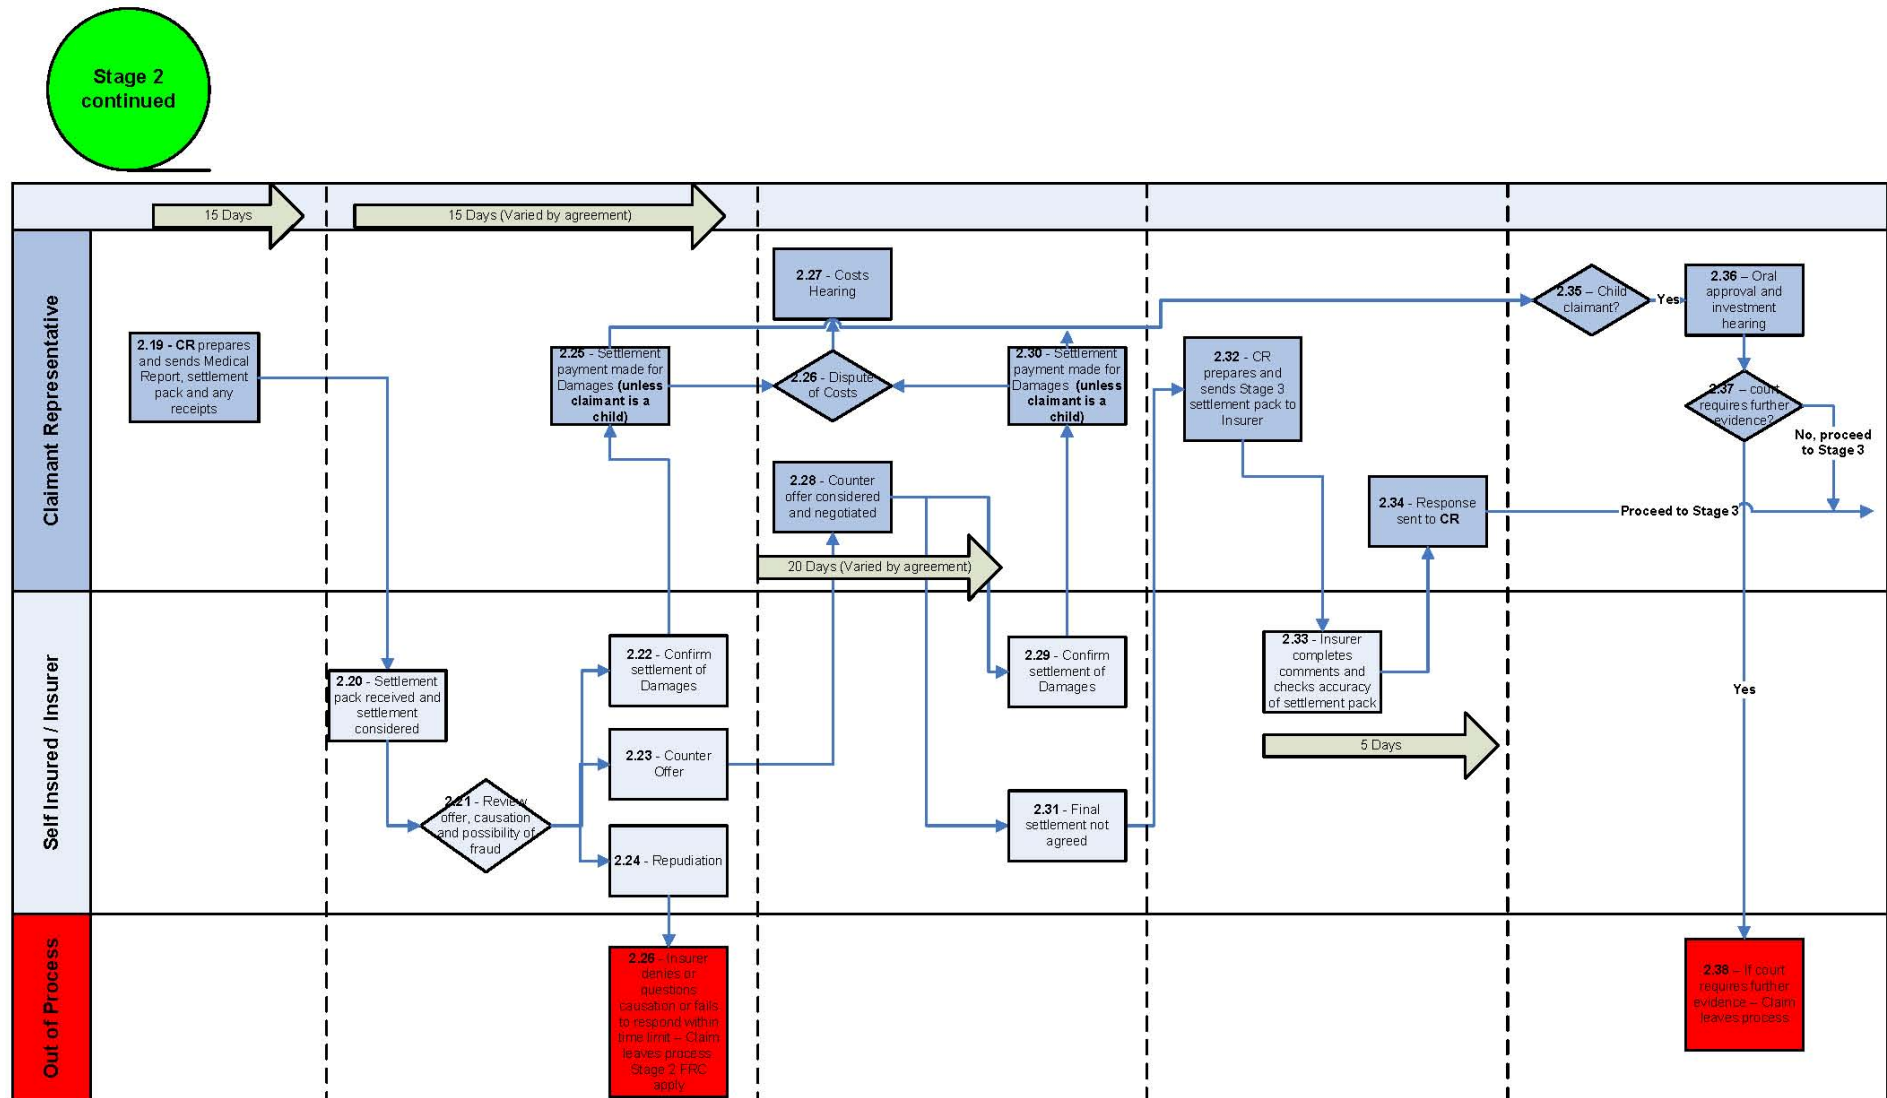 Stage 2
continued
15 Days
15 Days (Varied by agreement)
Claimant Representative
2.19 - CR prepares
and sends Medical
Report, settlement
pack and any
receipts
2.25 - Settlement
payment made for
Damages (unless
claimant is a
child)
2.27 - Costs
Hearing
2.26 - Dispute
of Costs
2.28 - Counter
offer considered
and negotiated
20 Days (Varied by agreement)
2.30 - Settlement
payment made for
Damages (unless
claimant is a
child)
2.32 - CR
prepares and
sends Stage 3
settlement pack to
Insurer
2.34 - Response
sent to CR
2.35 – Child
claimant?
Yes
2.36 – Oral
approval and
investment
hearing
2.37 – court
requires further
evidence?
No, proceed
to Stage 3
Proceed to Stage 3
Self Insured / Insurer
2.20 - Settlement
pack received and
settlement
considered
2.21 - Review
offer, causation
and possibility of
fraud
2.22 - Confirm
settlement of
Damages
2.23 - Counter
Offer
2.24 - Repudiation
2.29 - Confirm
settlement of
Damages
2.31 - Final
settlement not
agreed
2.33 - Insurer
completes
comments and
checks accuracy
of settlement pack
5 Days
Yes
Out of Process
2.26 - Insurer
denies or
questions
causation or fails
to respond within
time limit – Claim
leaves process
Stage 2 FRC
apply
2.38 – If court
requires further
evidence – Claim
leaves process